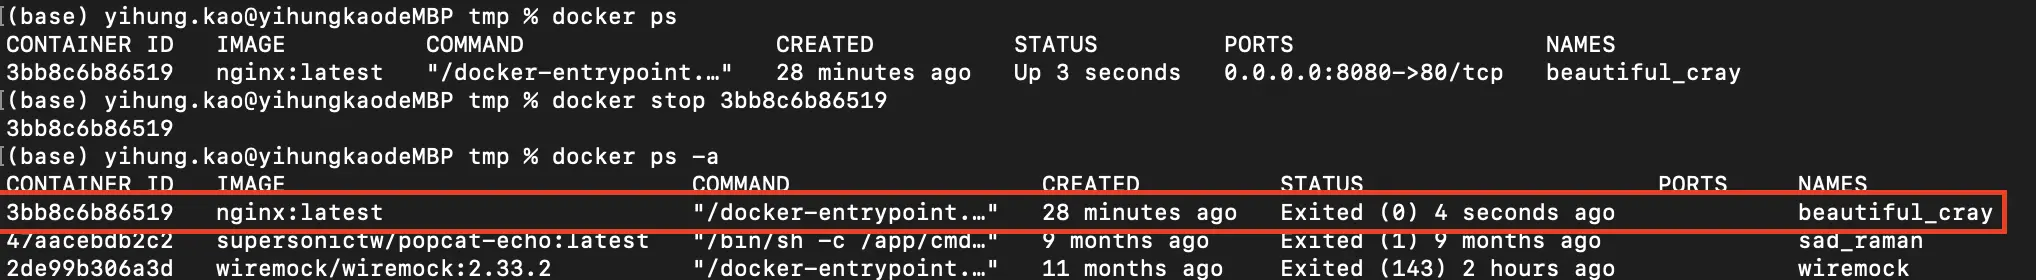 (base) yihung.kao@yihungkaodeMBP tmp % docker ps
CONTAINER ID   IMAGE          COMMAND                  CREATED          STATUS         PORTS                  NAMES
3bb8c6b86519   nginx:latest   "/docker-entrypoint.…"   28 minutes ago   Up 3 seconds   0.0.0.0:8080->80/tcp   beautiful_cray
(base) yihung.kao@yihungkaodeMBP tmp % docker stop 3bb8c6b86519
3bb8c6b86519
(base) yihung.kao@yihungkaodeMBP tmp % docker ps -a
CONTAINER ID   IMAGE                             COMMAND                  CREATED          STATUS                     PORTS     NAMES
3bb8c6b86519   nginx:latest                      "/docker-entrypoint.…"   28 minutes ago   Exited (0) 4 seconds ago             beautiful_cray
47aacebdb2c2   supersonictw/popcat-echo:latest   "/bin/sh -c /app/cmd…"   9 months ago     Exited (1) 9 months ago              sad_raman
2de99b306a3d   wiremock/wiremock:2.33.2          "/docker-entrypoint.…"   11 months ago    Exited (143) 2 hours ago             wiremock